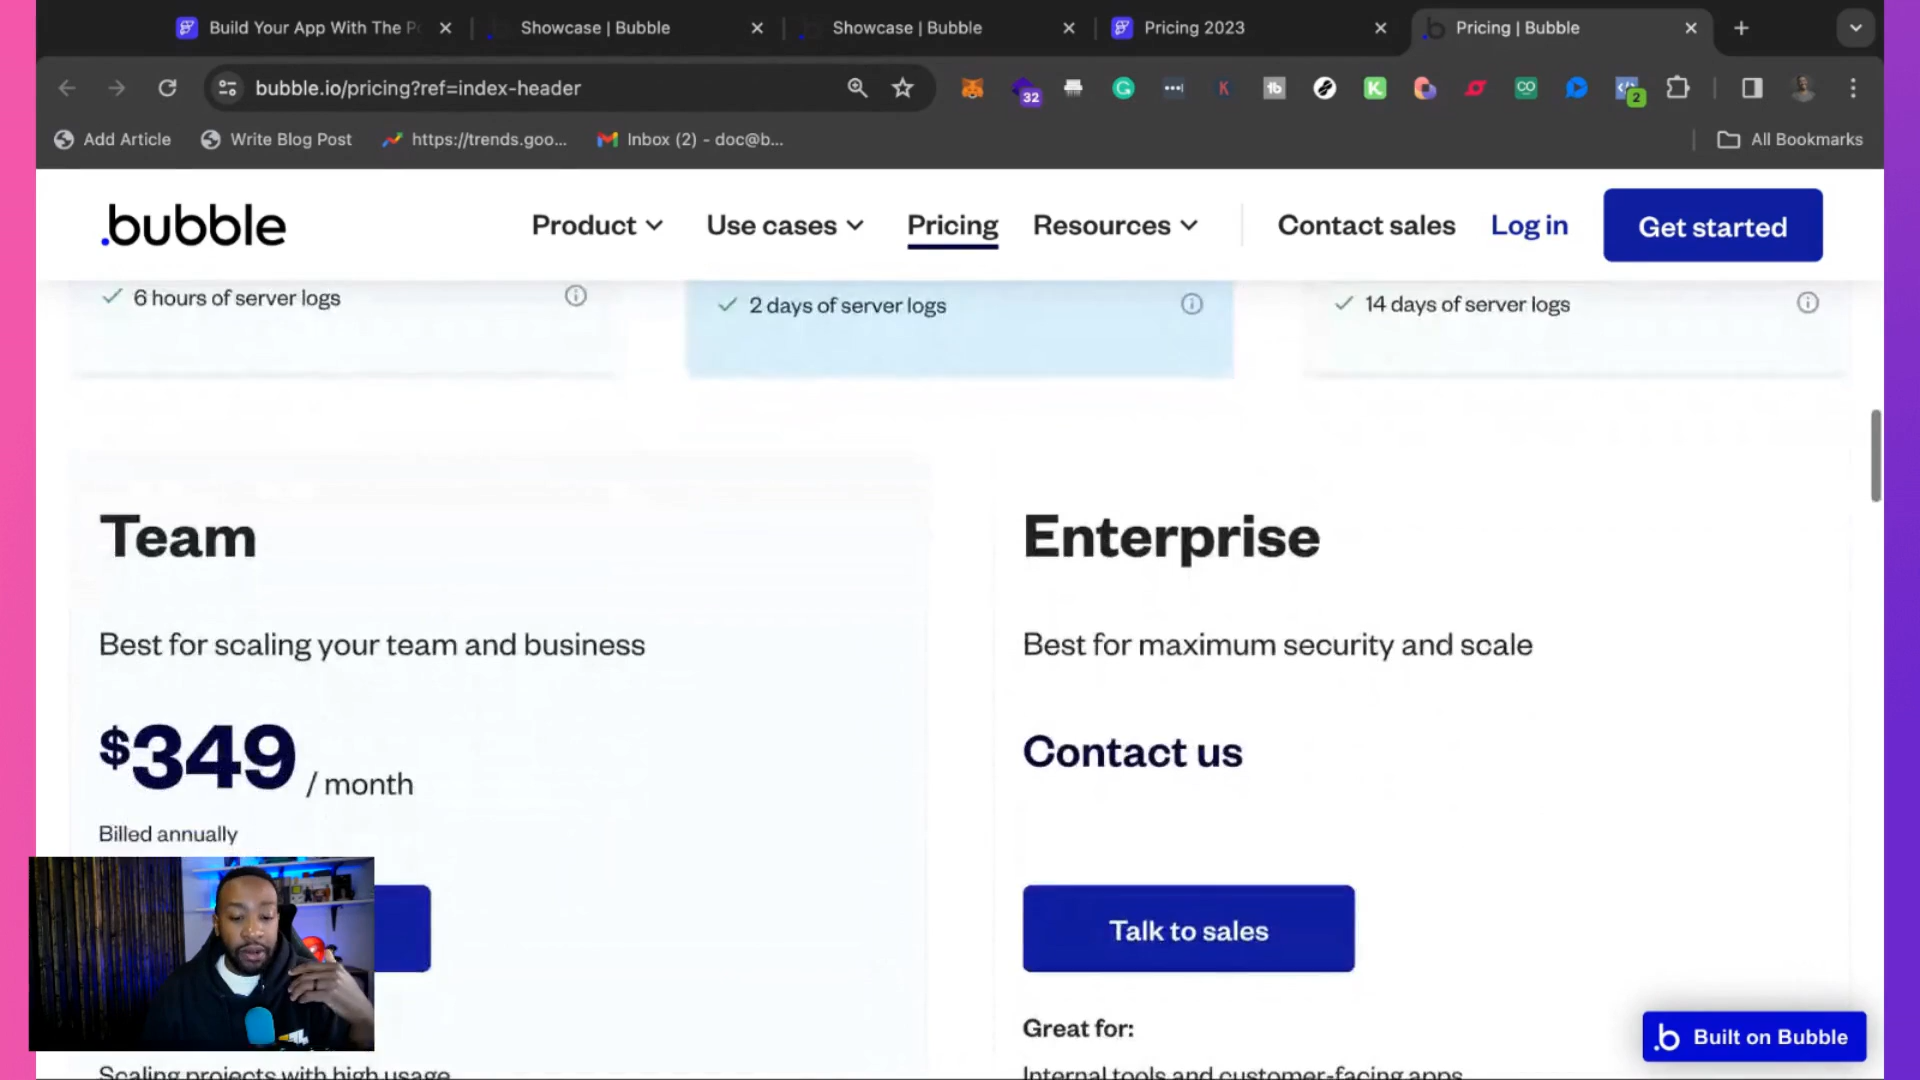 Build Your App With The Po
Showcase | Bubble
Showcase | Bubble
Pricing 2023
Pricing | Bubble
bubble.io/pricing?ref=index-header
32
2
Add Article
Write Blog Post
https://trends.goo...
Inbox (2) - doc@b...
All Bookmarks
.bubble
Product
Use cases
Pricing
Resources
Contact sales
Log in
Get started
6 hours of server logs
2 days of server logs
14 days of server logs
Team
Best for scaling your team and business
$349 / month
Billed annually
Enterprise
Best for maximum security and scale
Contact us
Talk to sales
Great for:
Scaling projects with high usage
Internal tools and customer-facing apps
.b Built on Bubble